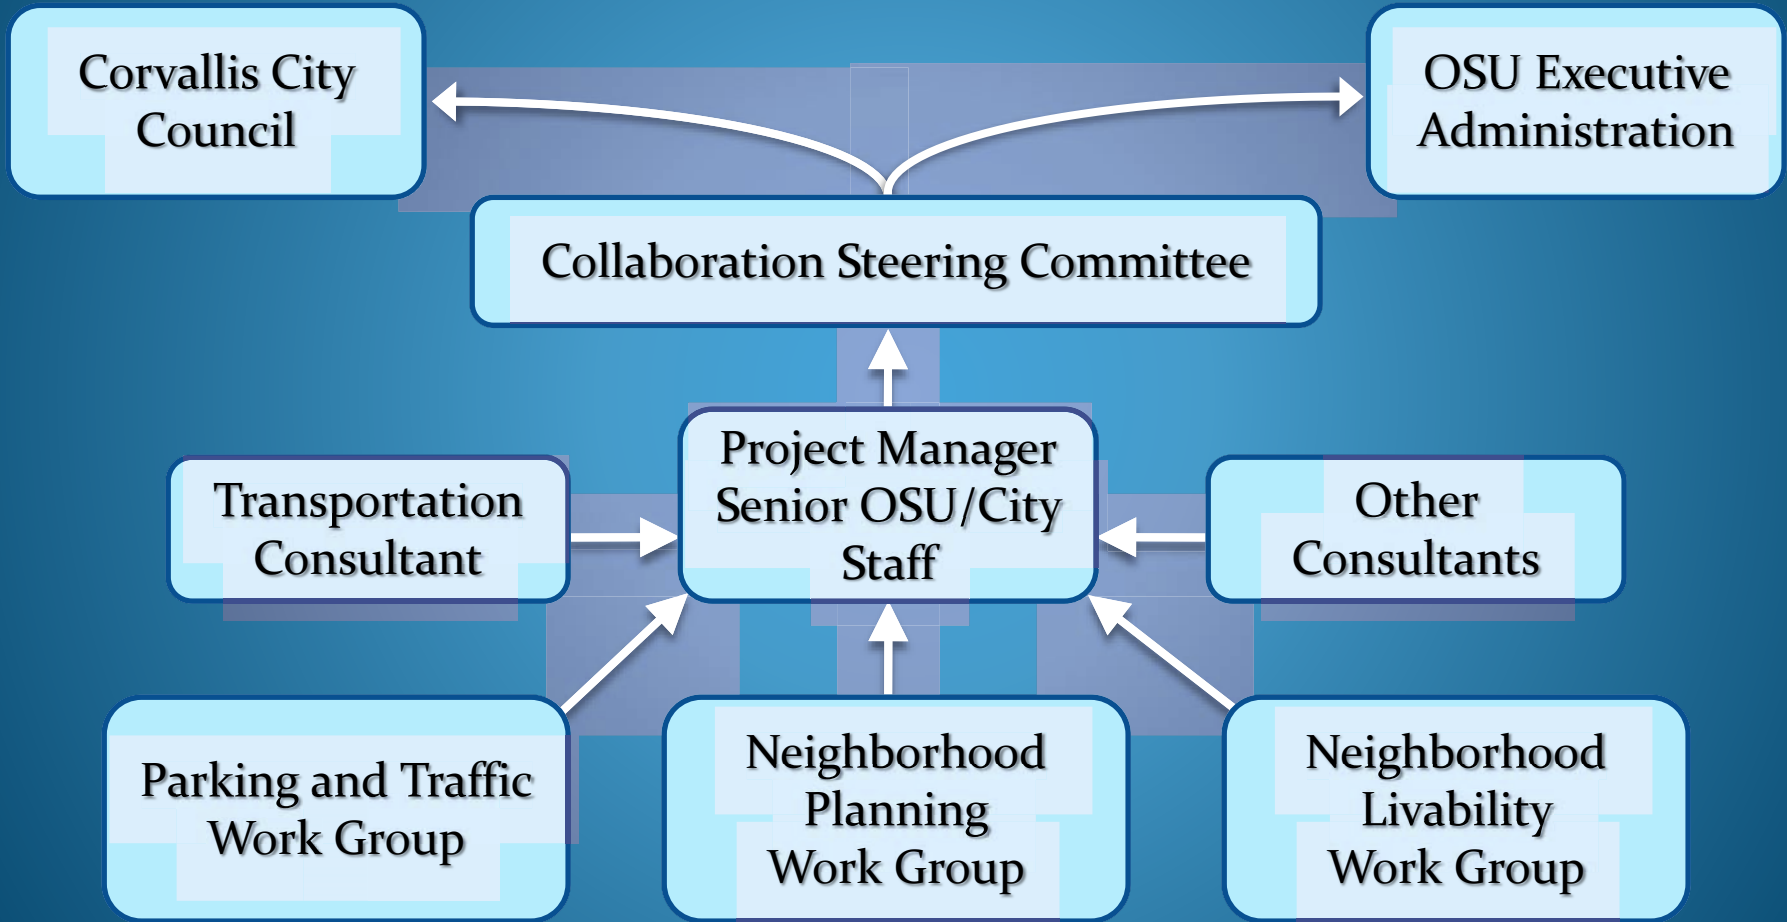 Corvallis City
Council
OSU Executive
Administration
Collaboration Steering Committee
Project Manager
Senior OSU/City
Staff
Transportation
Consultant
Other
Consultants
Parking and Traffic
Work Group
Neighborhood
Planning
Work Group
Neighborhood
Livability
Work Group